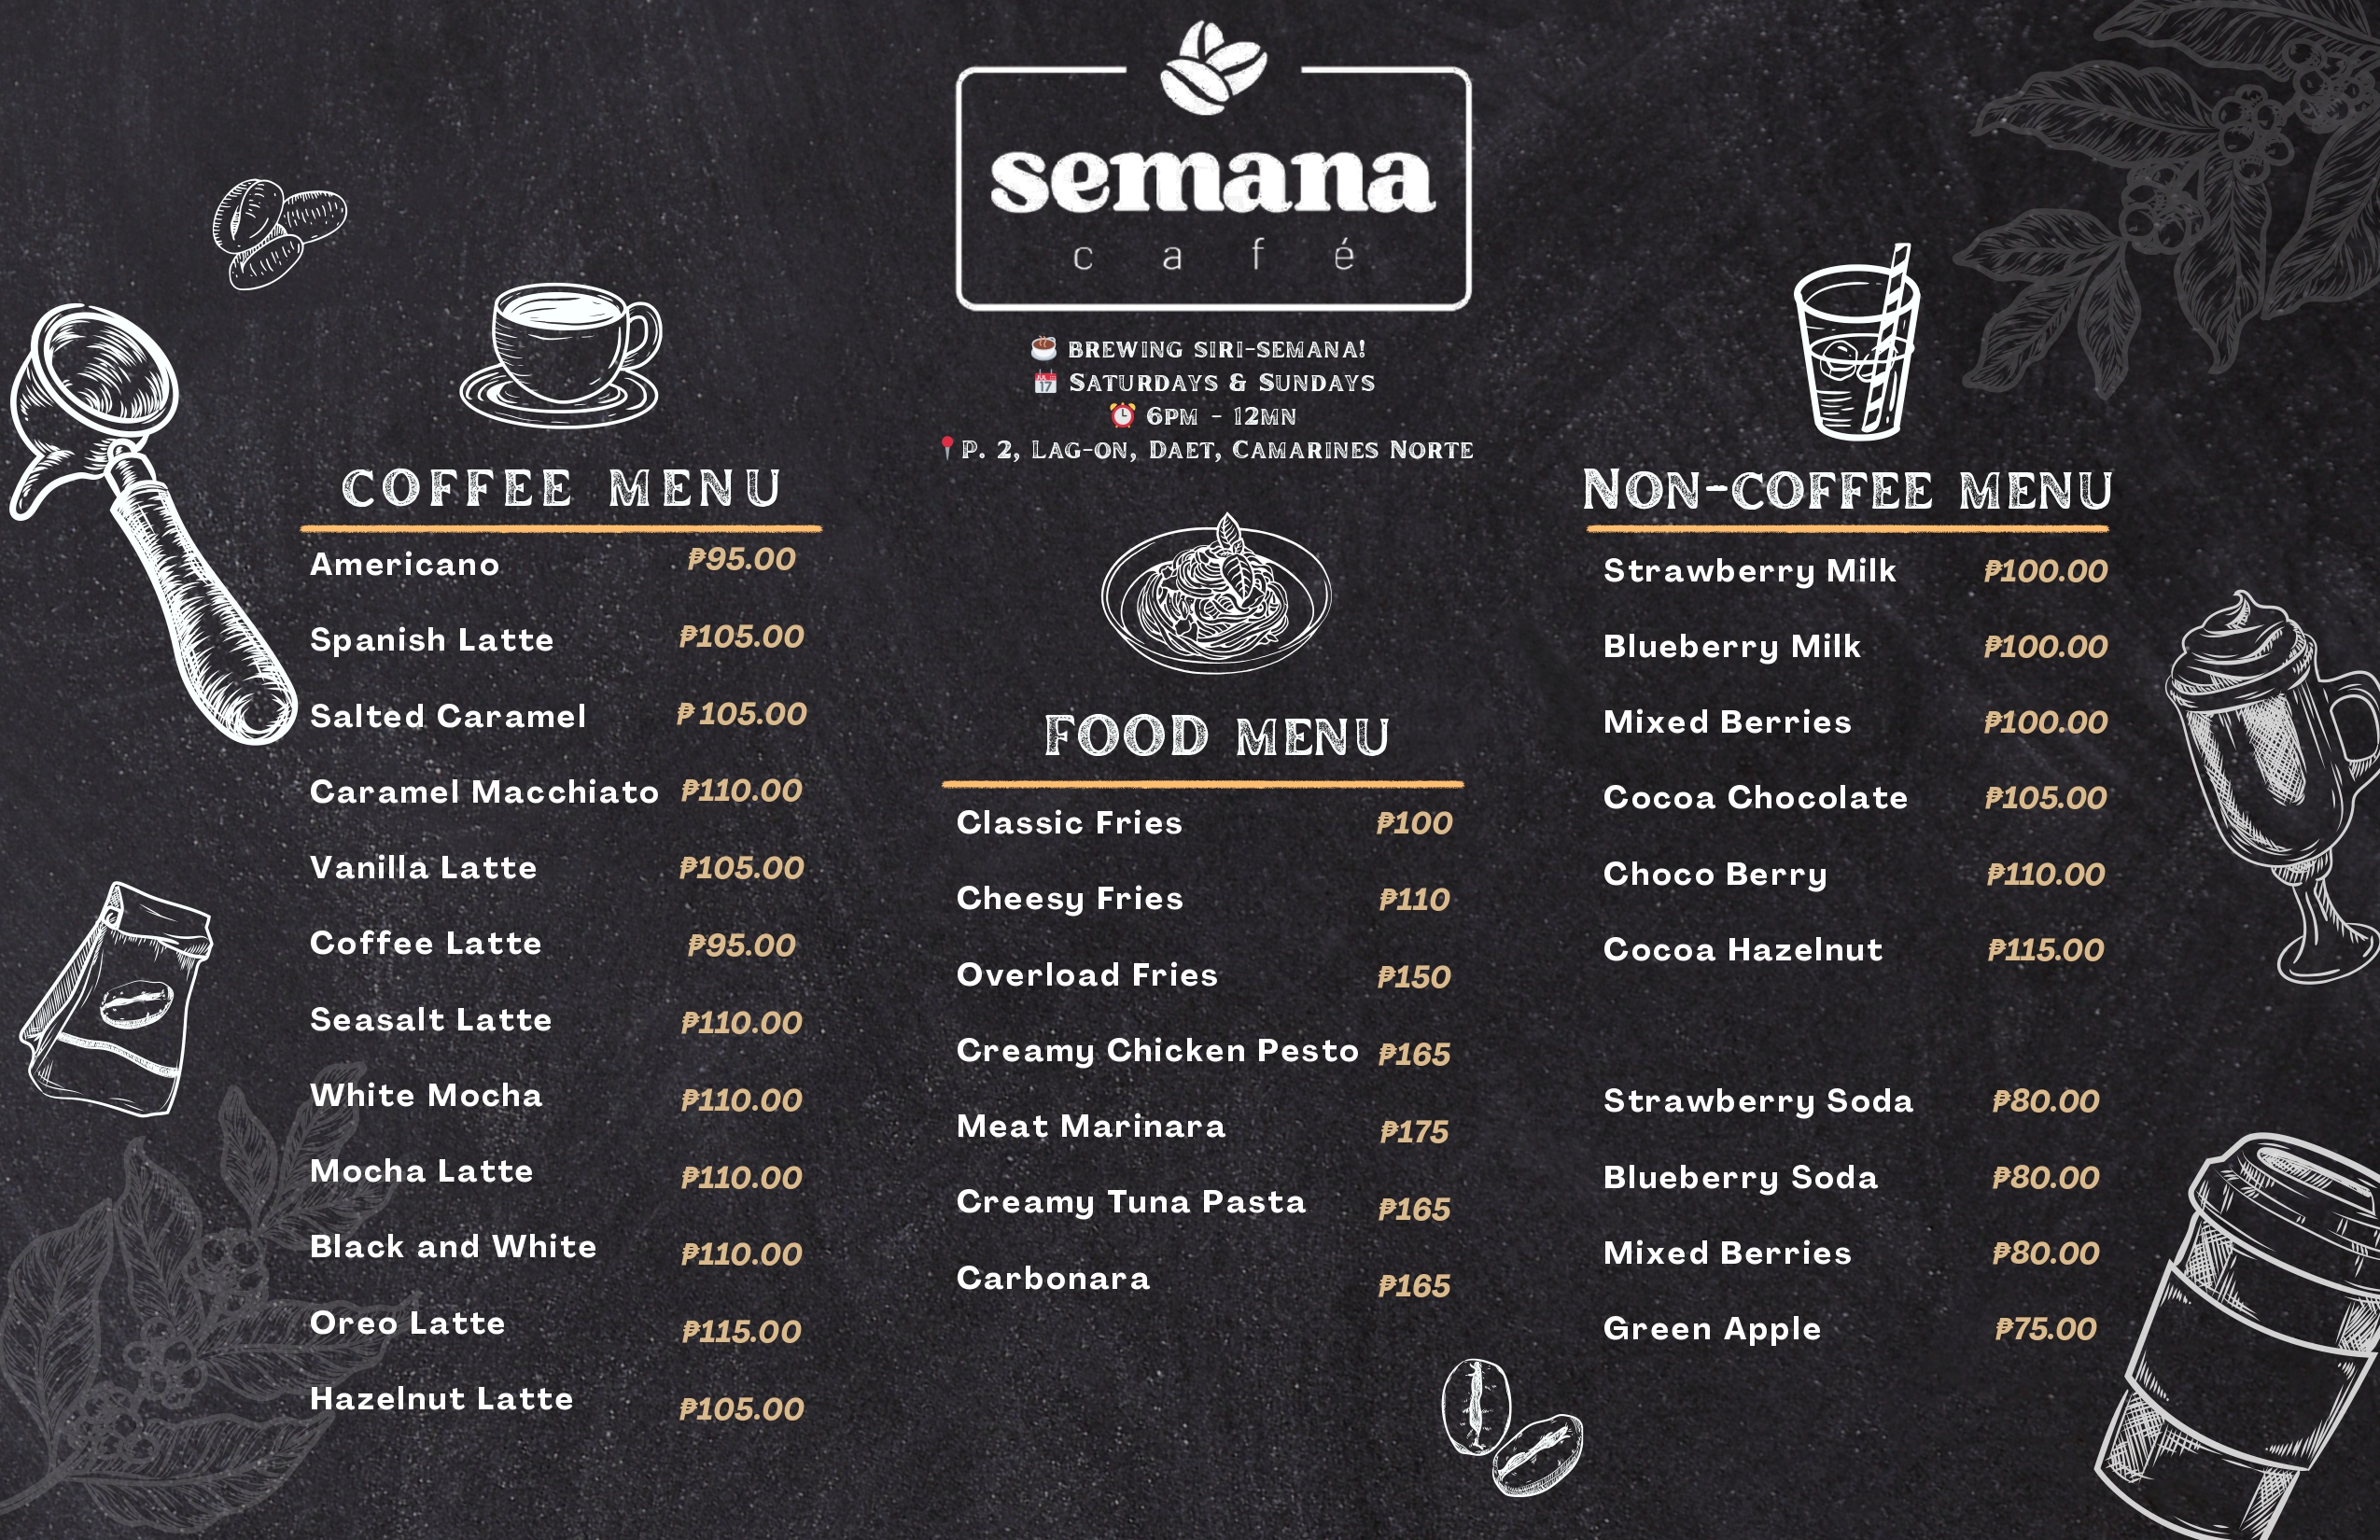 semana
café
☕ BREWING SIRI-SEMANA!
📅 SATURDAYS & SUNDAYS
⏰ 6PM - 12MN
📍P. 2, LAG-ON, DAET, CAMARINES NORTE
COFFEE MENU
Americano ₱95.00
Spanish Latte ₱105.00
Salted Caramel ₱105.00
Caramel Macchiato ₱110.00
Vanilla Latte ₱105.00
Coffee Latte ₱95.00
Seasalt Latte ₱110.00
White Mocha ₱110.00
Mocha Latte ₱110.00
Black and White ₱110.00
Oreo Latte ₱115.00
Hazelnut Latte ₱105.00
FOOD MENU
Classic Fries ₱100
Cheesy Fries ₱110
Overload Fries ₱150
Creamy Chicken Pesto ₱165
Meat Marinara ₱175
Creamy Tuna Pasta ₱165
Carbonara ₱165
NON-COFFEE MENU
Strawberry Milk ₱100.00
Blueberry Milk ₱100.00
Mixed Berries ₱100.00
Cocoa Chocolate ₱105.00
Choco Berry ₱110.00
Cocoa Hazelnut ₱115.00
Strawberry Soda ₱80.00
Blueberry Soda ₱80.00
Mixed Berries ₱80.00
Green Apple ₱75.00